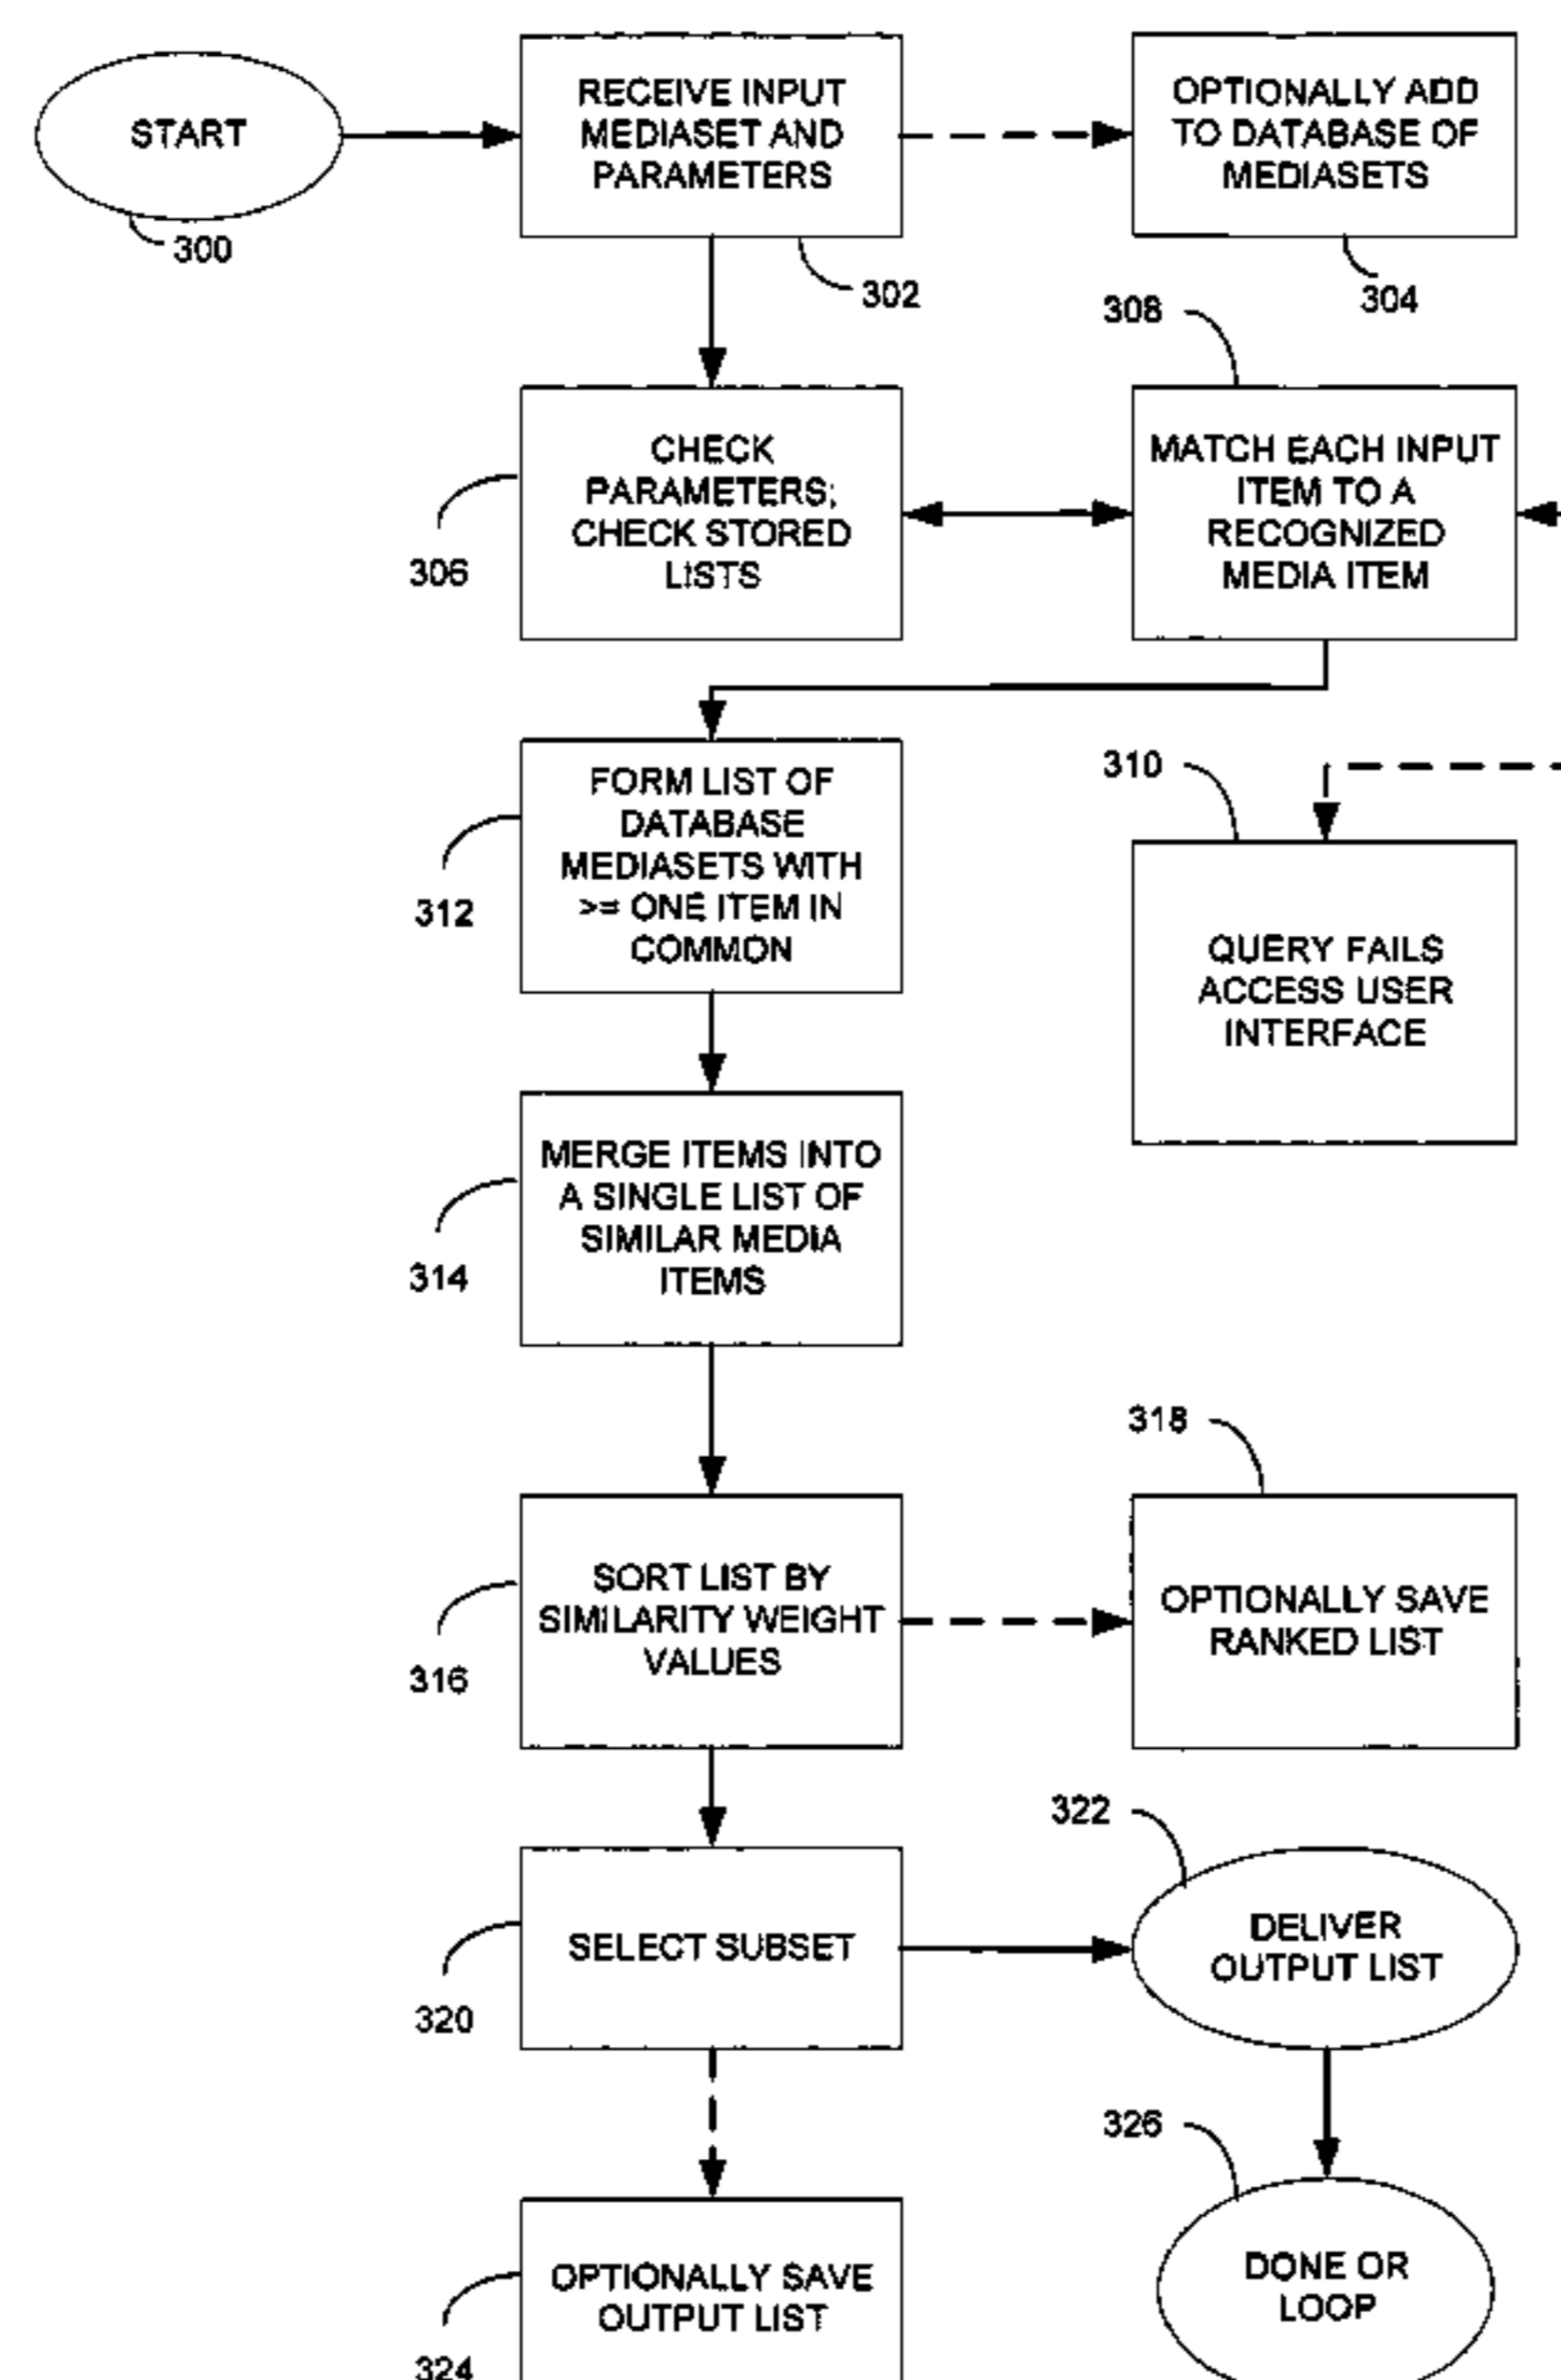 START
300
RECEIVE INPUT
MEDIASET AND
PARAMETERS
302
OPTIONALLY ADD
TO DATABASE OF
MEDIASETS
304
CHECK
PARAMETERS;
CHECK STORED
LISTS
306
308
MATCH EACH INPUT
ITEM TO A
RECOGNIZED
MEDIA ITEM
310
QUERY FAILS
ACCESS USER
INTERFACE
FORM LIST OF
DATABASE
MEDIASETS WITH
>= ONE ITEM IN
COMMON
312
MERGE ITEMS INTO
A SINGLE LIST OF
SIMILAR MEDIA
ITEMS
314
SORT LIST BY
SIMILARITY WEIGHT
VALUES
316
318
OPTIONALLY SAVE
RANKED LIST
SELECT SUBSET
320
322
DELIVER
OUTPUT LIST
OPTIONALLY SAVE
OUTPUT LIST
324
326
DONE OR
LOOP